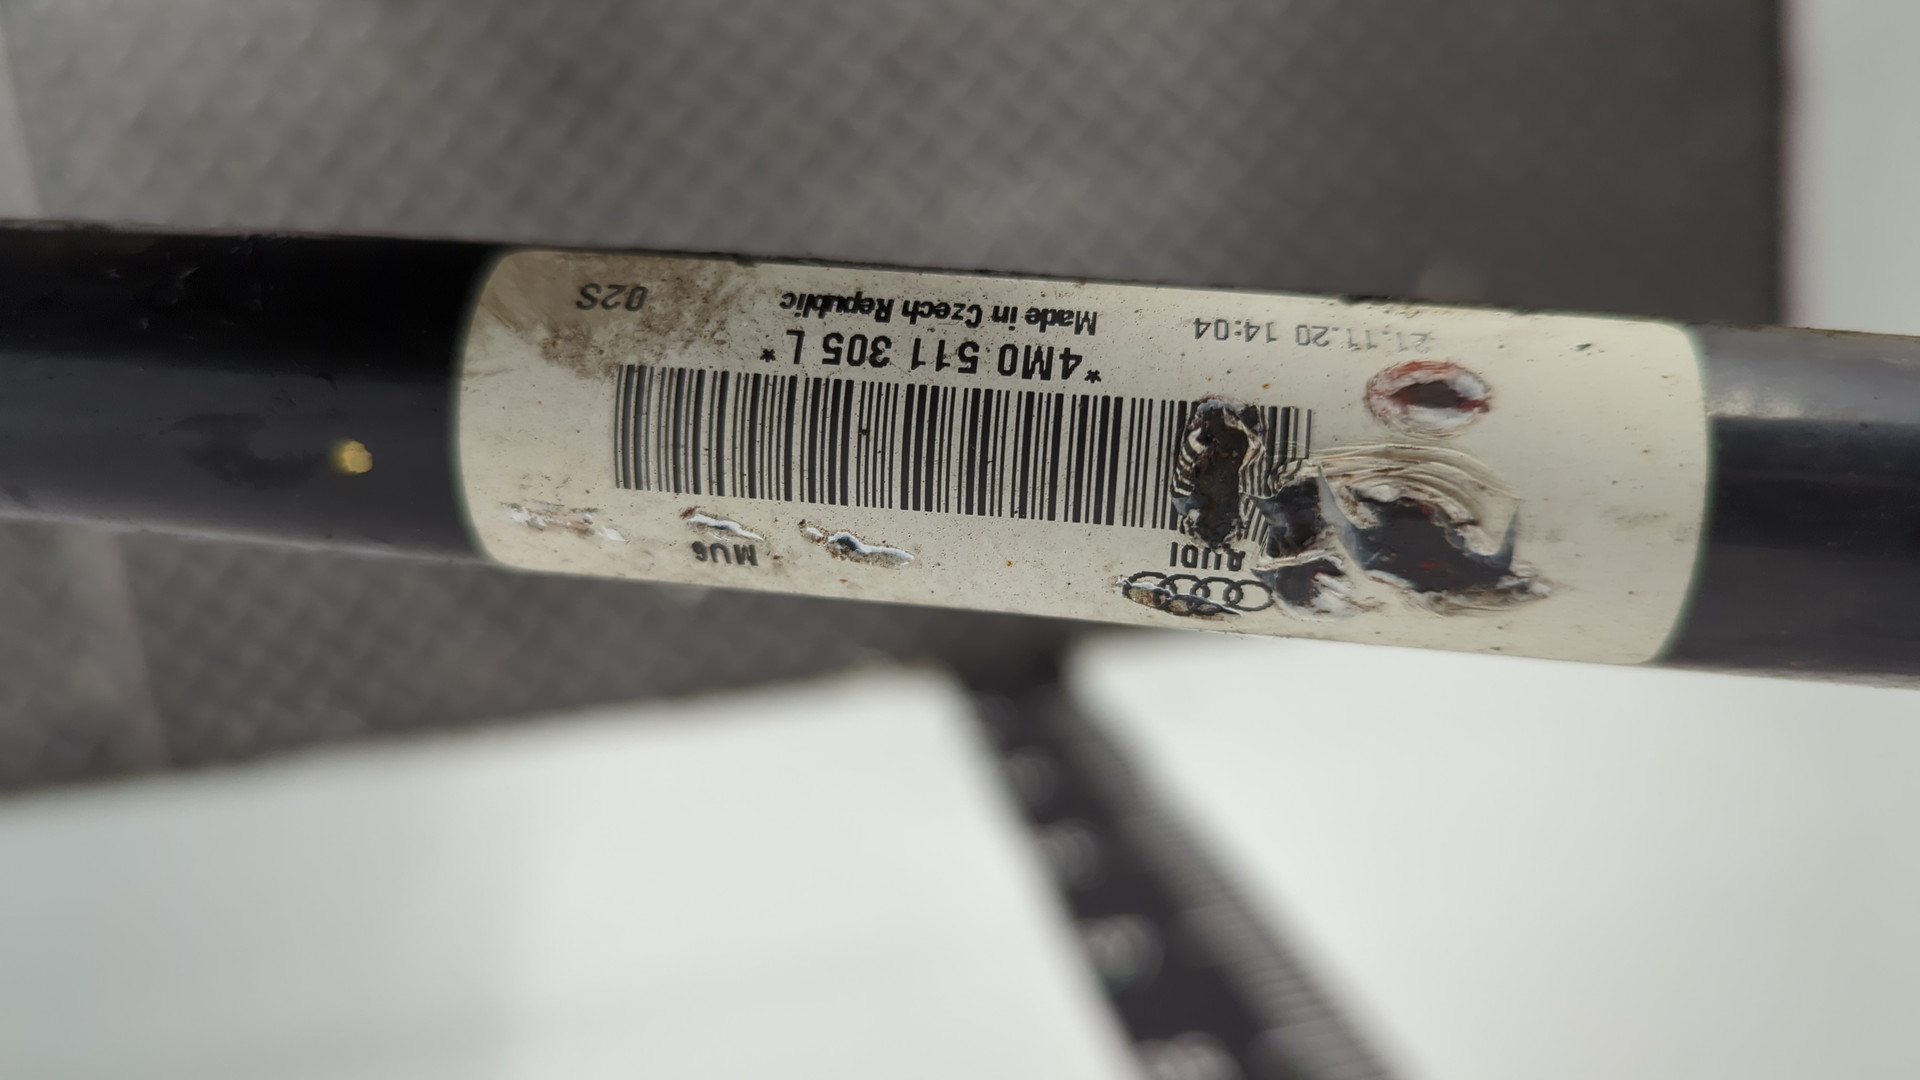 AUDI
MU6
*4M0 511 305 L *
21.11.20 14:04
Made in Czech Republic
02S